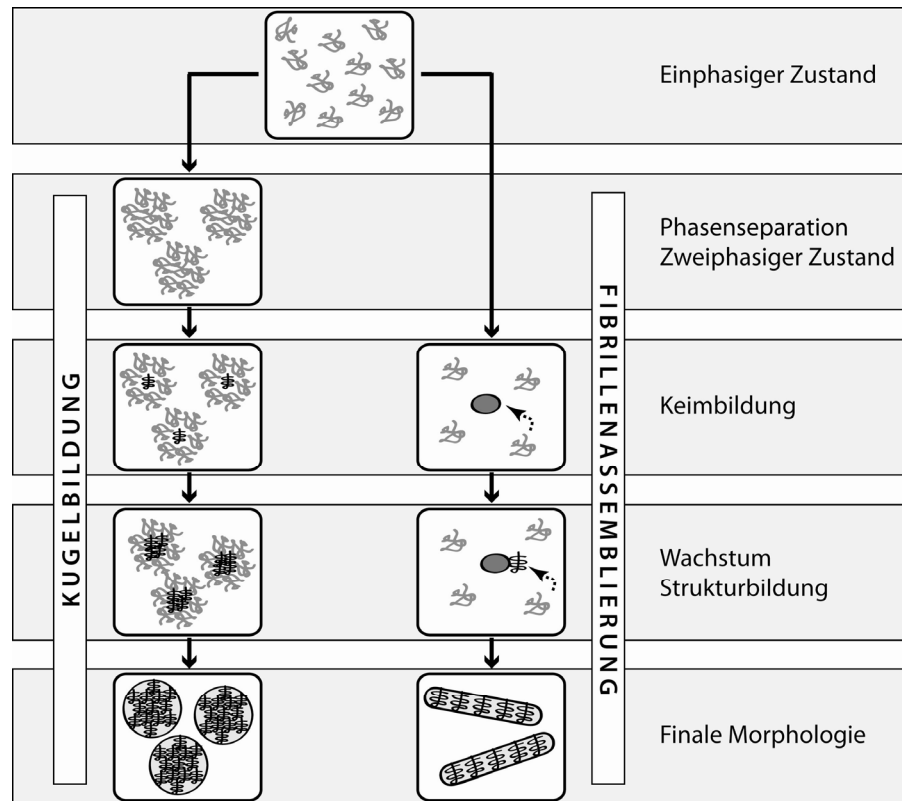 Einphasiger Zustand
Phasenseparation
Zweiphasiger Zustand
Keimbildung
Wachstum
Strukturbildung
Finale Morphologie
KUGELBILDUNG
FIBRILLENASSEMBLIERUNG